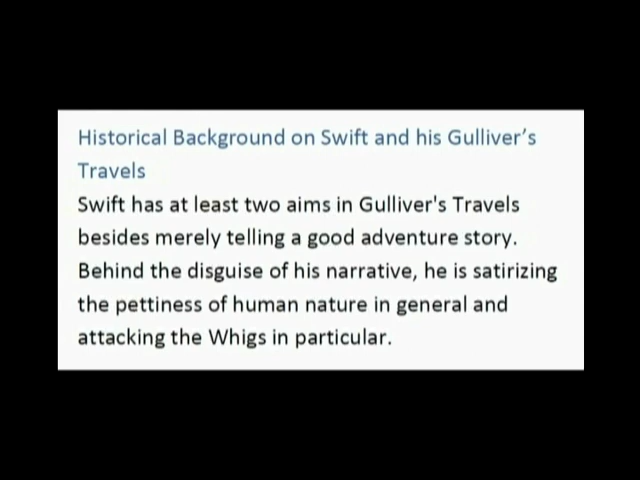 Historical Background on Swift and his Gulliver’s
Travels
Swift has at least two aims in Gulliver's Travels
besides merely telling a good adventure story.
Behind the disguise of his narrative, he is satirizing
the pettiness of human nature in general and
attacking the Whigs in particular.